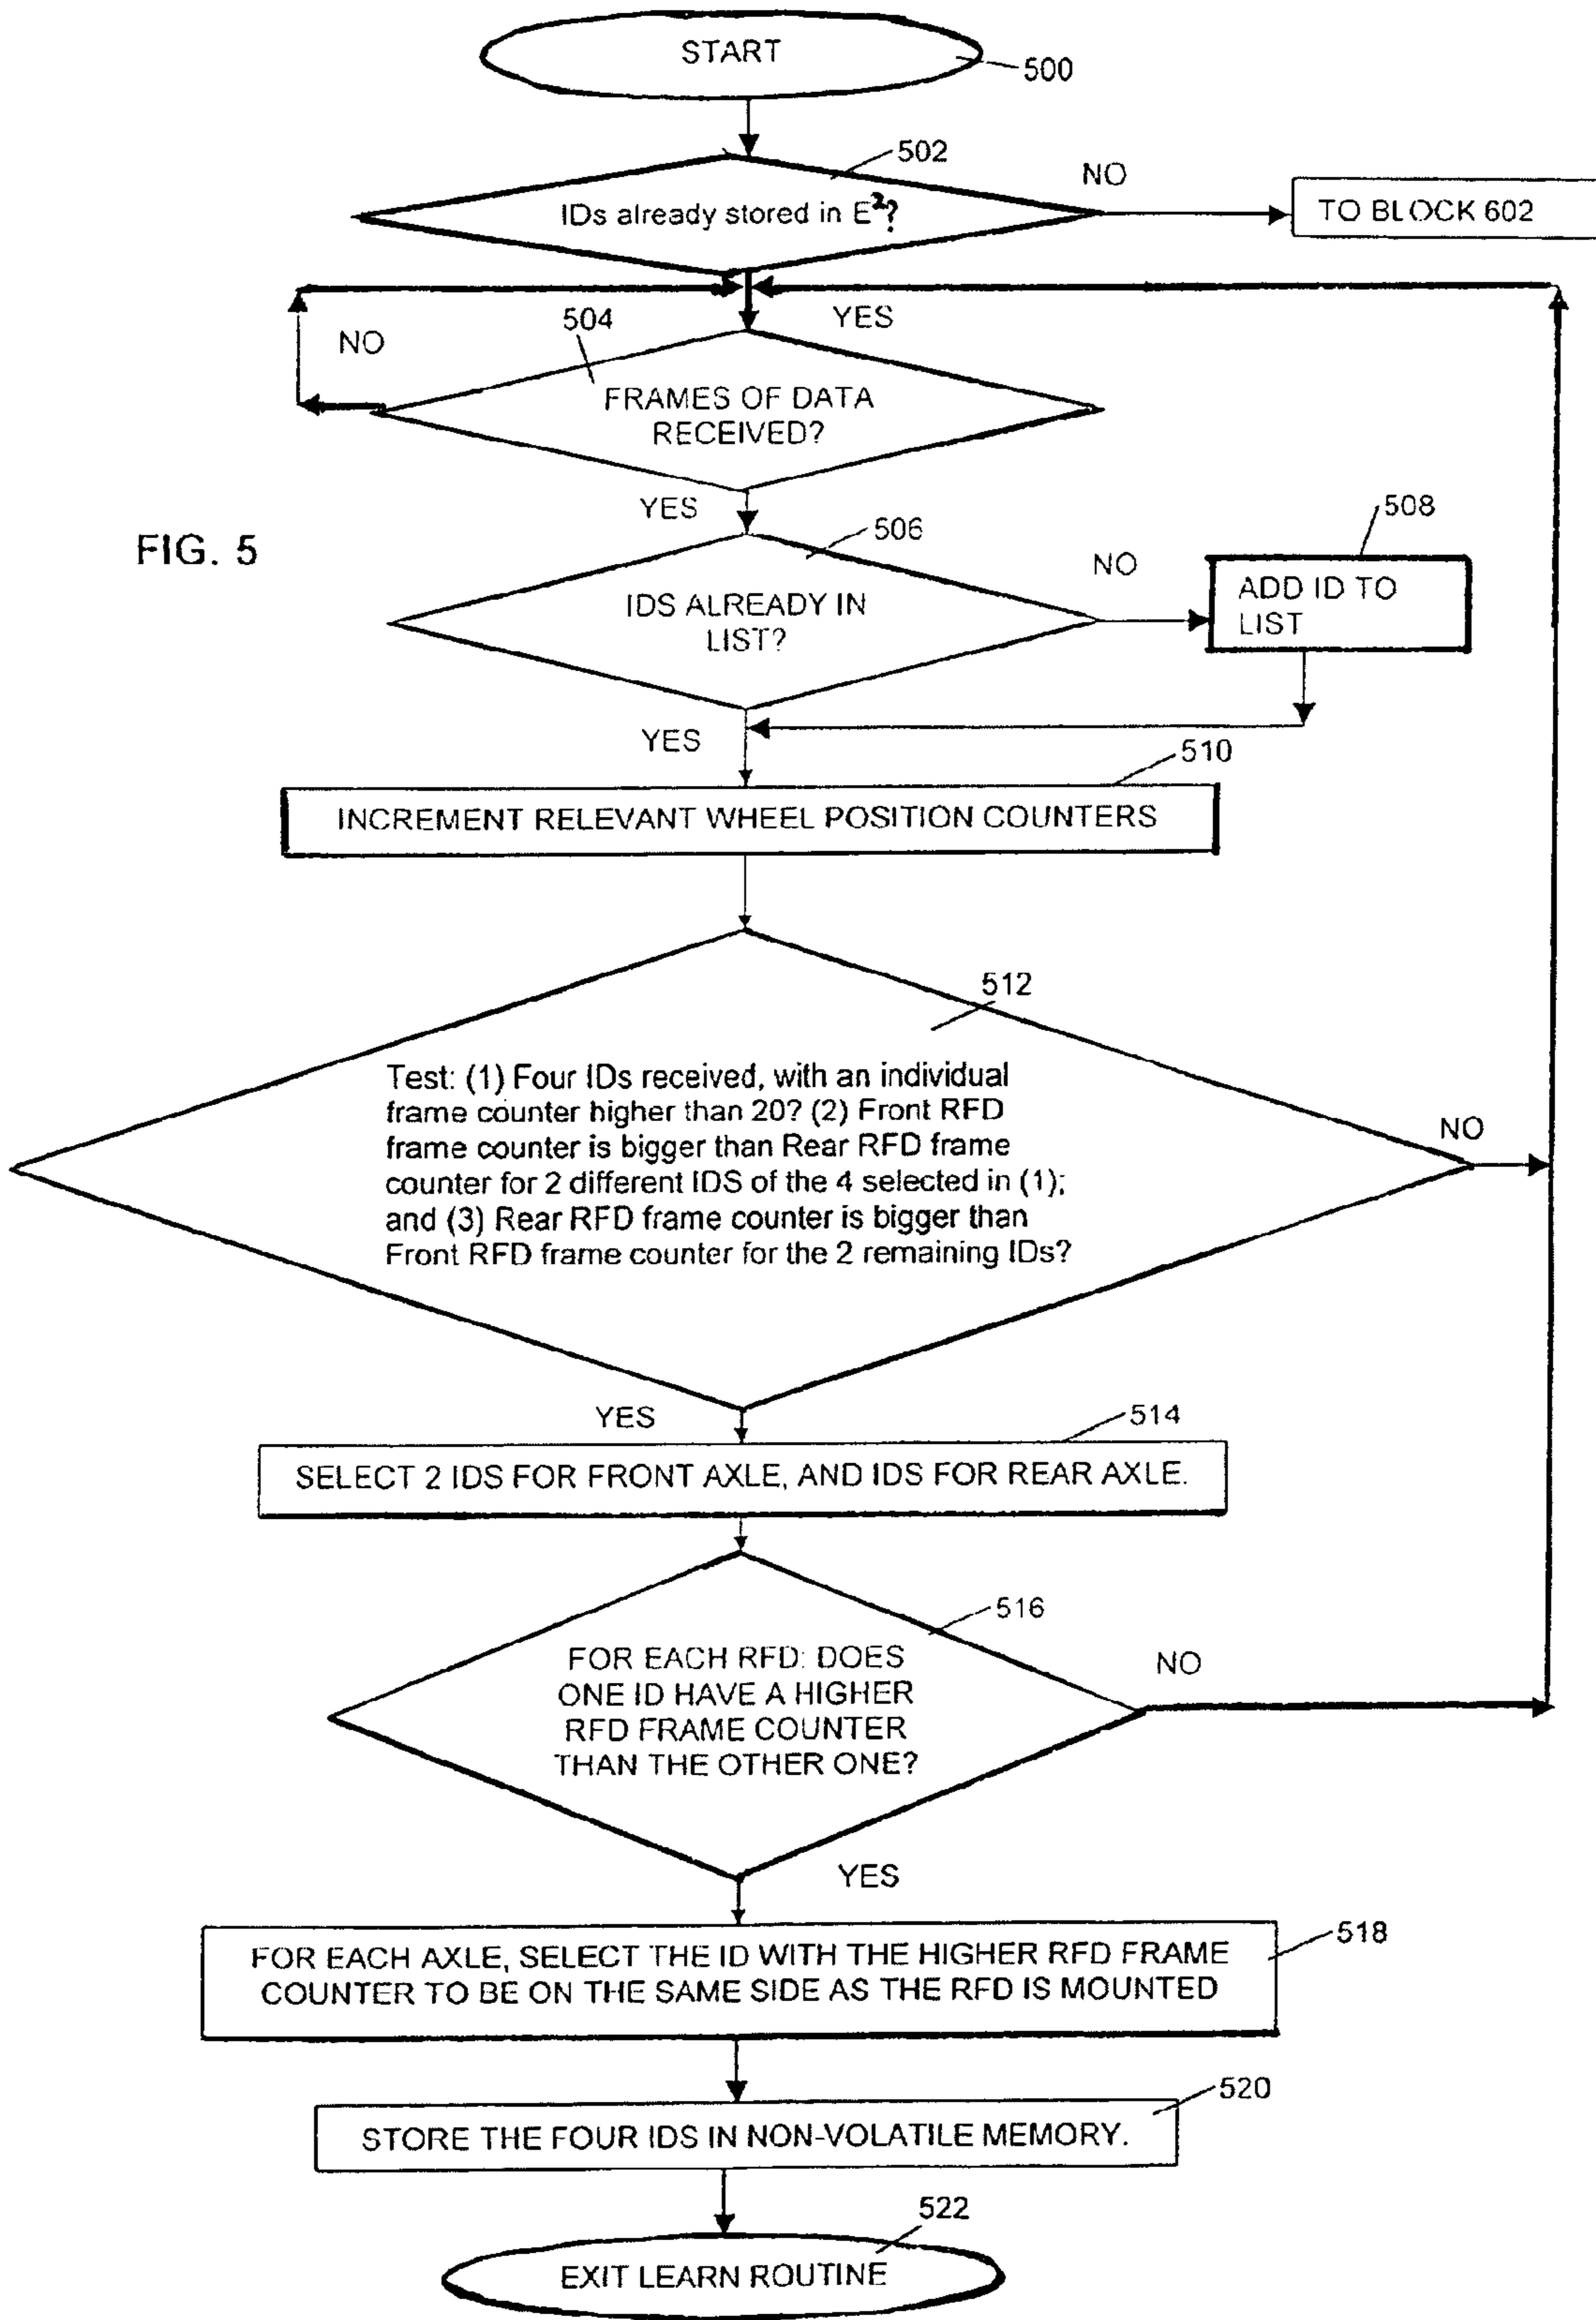 START
500
502
NO
IDs already stored in E²?
TO BLOCK 602
504
YES
NO
FRAMES OF DATA
RECEIVED?
YES
506
508
FIG. 5
NO
ADD ID TO
LIST
IDS ALREADY IN
LIST?
YES
510
INCREMENT RELEVANT WHEEL POSITION COUNTERS
512
Test: (1) Four IDs received, with an individual
frame counter higher than 20? (2) Front RFD
frame counter is bigger than Rear RFD frame
counter for 2 different IDS of the 4 selected in (1);
and (3) Rear RFD frame counter is bigger than
Front RFD frame counter for the 2 remaining IDs?
NO
YES
514
SELECT 2 IDS FOR FRONT AXLE, AND IDS FOR REAR AXLE.
516
FOR EACH RFD: DOES
ONE ID HAVE A HIGHER
RFD FRAME COUNTER
THAN THE OTHER ONE?
NO
YES
518
FOR EACH AXLE, SELECT THE ID WITH THE HIGHER RFD FRAME
COUNTER TO BE ON THE SAME SIDE AS THE RFD IS MOUNTED
520
STORE THE FOUR IDS IN NON-VOLATILE MEMORY.
522
EXIT LEARN ROUTINE